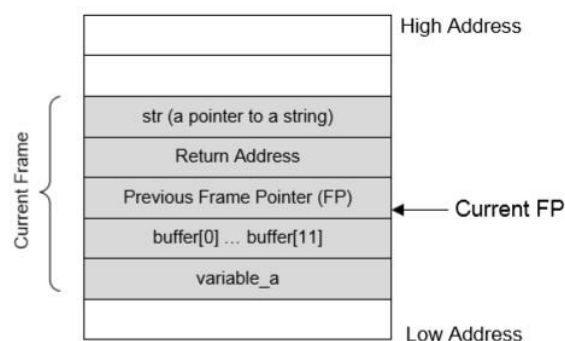 High Address
str (a pointer to a string)
Return Address
Previous Frame Pointer (FP)
Current FP
buffer[0] ... buffer[11]
variable_a
Current Frame
Low Address